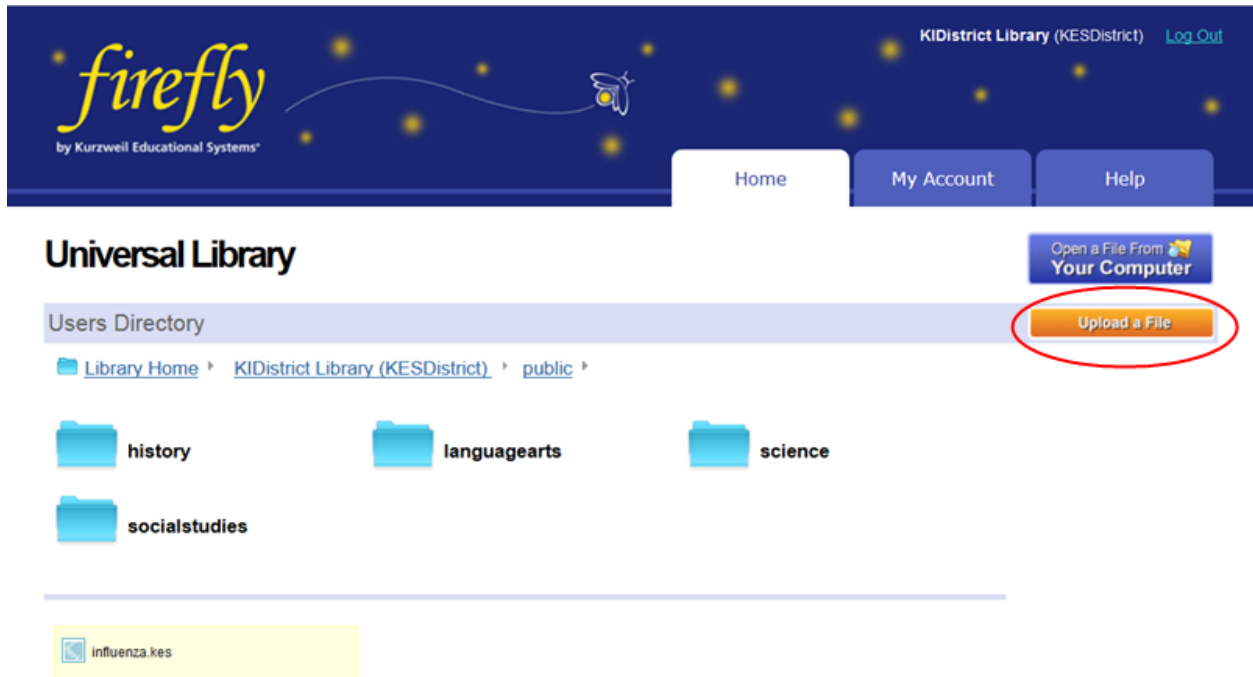 KIDistrict Library (KESDistrict) Log Out
firefly
by Kurzweil Educational Systems®
Home My Account Help
Universal Library
Open a File From
Your Computer
Users Directory
Upload a File
Library Home KIDistrict Library (KESDistrict) public
history languagearts science
socialstudies
influenza.kes